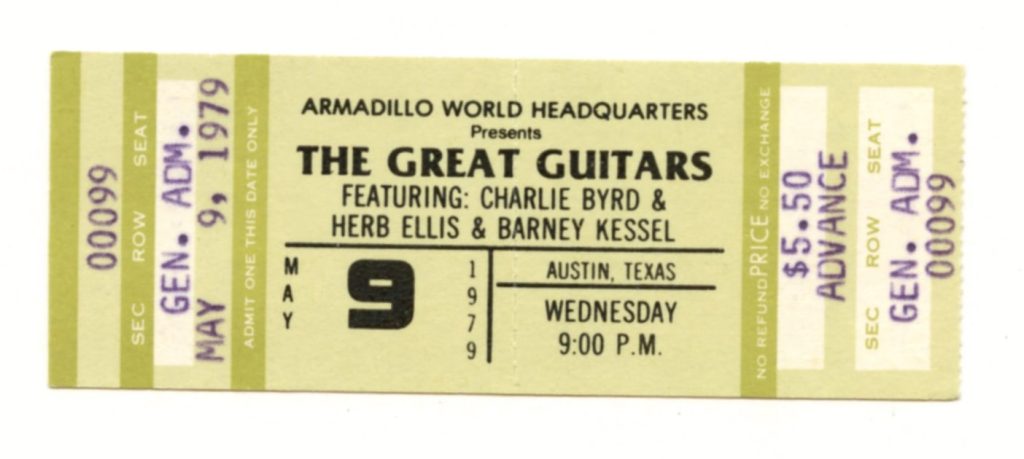 00099
SEC ROW SEAT
GEN. ADM.
MAY 9, 1979
ADMIT ONE THIS DATE ONLY
ARMADILLO WORLD HEADQUARTERS
Presents
THE GREAT GUITARS
FEATURING: CHARLIE BYRD &
HERB ELLIS & BARNEY KESSEL
MAY
9
1979
AUSTIN, TEXAS
WEDNESDAY
9:00 P.M.
NO REFUND PRICE NO EXCHANGE
$5.50
ADVANCE
SEC ROW SEAT
GEN. ADM.
00099